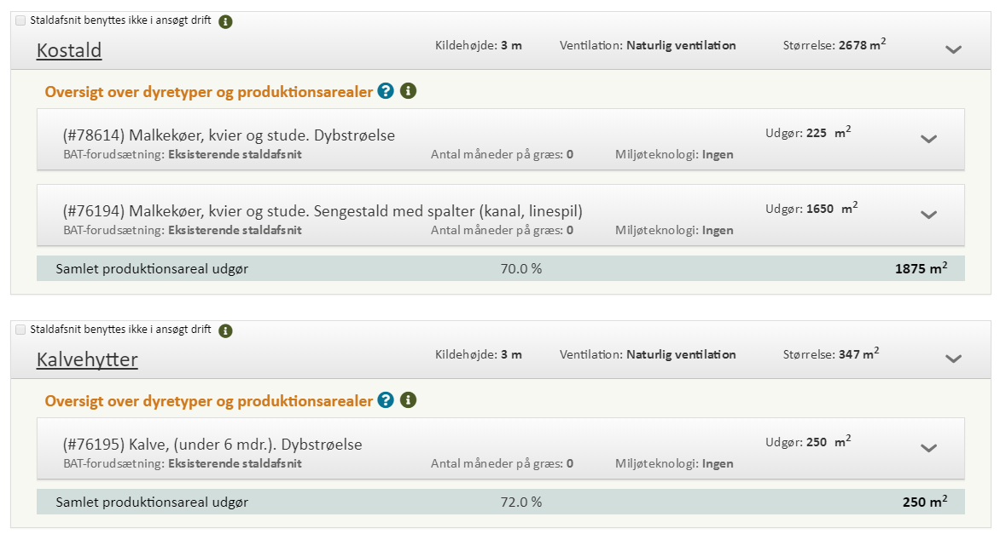 Staldafsnit benyttes ikke i ansøgt drift
Kostald Kildehøjde: 3 m Ventilation: Naturlig ventilation Størrelse: 2678 m²
Oversigt over dyretyper og produktionsarealer ? i
(#78614) Malkekøer, kvier og stude. Dybstrøelse Udgør: 225 m²
BAT-forudsætning: Eksisterende staldafsnit Antal måneder på græs: 0 Miljøteknologi: Ingen
(#76194) Malkekøer, kvier og stude. Sengestald med spalter (kanal, linespil) Udgør: 1650 m²
BAT-forudsætning: Eksisterende staldafsnit Antal måneder på græs: 0 Miljøteknologi: Ingen
Samlet produktionsareal udgør 70.0 % 1875 m²
Staldafsnit benyttes ikke i ansøgt drift
Kalvehytter Kildehøjde: 3 m Ventilation: Naturlig ventilation Størrelse: 347 m²
Oversigt over dyretyper og produktionsarealer ? i
(#76195) Kalve, (under 6 mdr.). Dybstrøelse Udgør: 250 m²
BAT-forudsætning: Eksisterende staldafsnit Antal måneder på græs: 0 Miljøteknologi: Ingen
Samlet produktionsareal udgør 72.0 % 250 m²